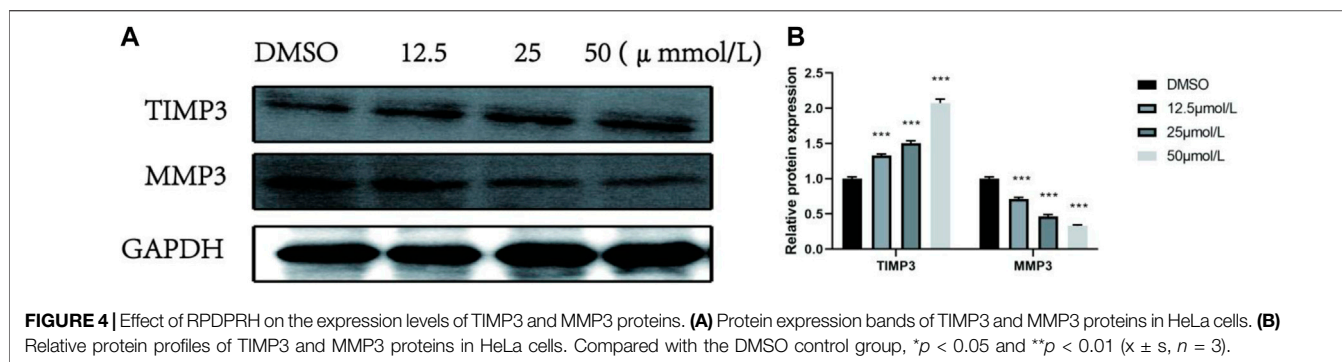 A
DMSO 12.5 25 50 ( μ mmol/L)
TIMP3
MMP3
GAPDH
B
Relative protein expression
2.5
2.0
1.5
1.0
0.5
0.0
*** *** ***
*** *** ***
TIMP3 MMP3
DMSO
12.5μmol/L
25μmol/L
50μmol/L
FIGURE 4 | Effect of RPDPRH on the expression levels of TIMP3 and MMP3 proteins. (A) Protein expression bands of TIMP3 and MMP3 proteins in HeLa cells. (B)
Relative protein profiles of TIMP3 and MMP3 proteins in HeLa cells. Compared with the DMSO control group, *p < 0.05 and **p < 0.01 (x ± s, n = 3).